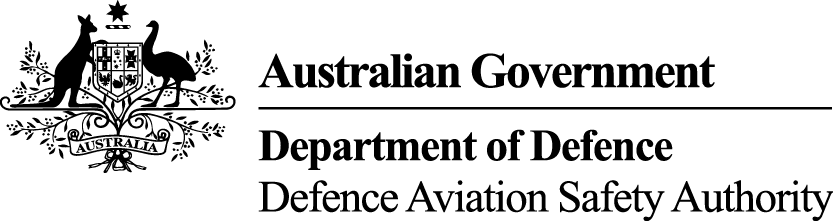 Australian Government
Department of Defence
Defence Aviation Safety Authority
AUSTRALIA